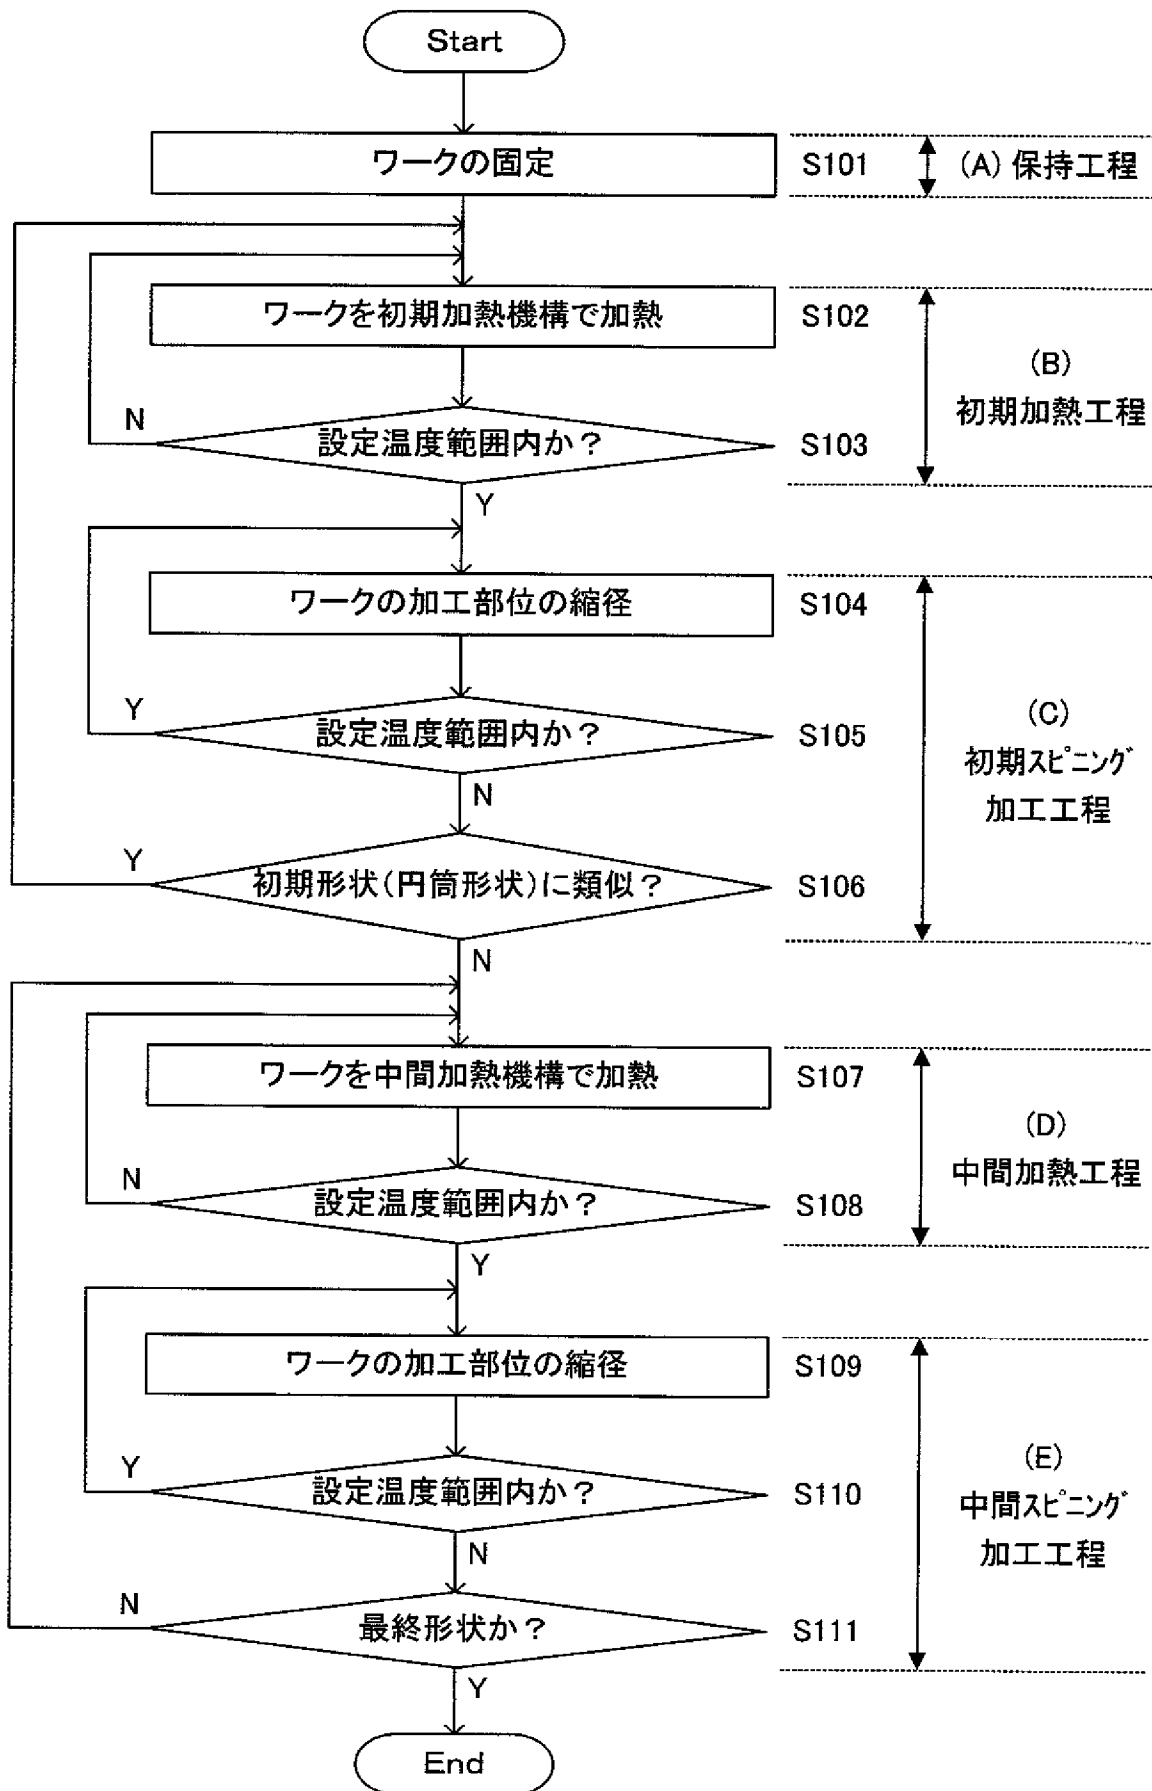 Start
ワークの固定
S101
(A) 保持工程
ワークを初期加熱機構で加熱
S102
(B)
初期加熱工程
N
設定温度範囲内か？
S103
Y
ワークの加工部位の縮径
S104
Y
設定温度範囲内か？
S105
(C)
初期ｽﾋﾟﾆﾝｸﾞ
加工工程
N
Y
初期形状(円筒形状)に類似？
S106
N
ワークを中間加熱機構で加熱
S107
(D)
中間加熱工程
N
設定温度範囲内か？
S108
Y
ワークの加工部位の縮径
S109
Y
設定温度範囲内か？
S110
(E)
中間ｽﾋﾟﾆﾝｸﾞ
加工工程
N
N
最終形状か？
S111
Y
End